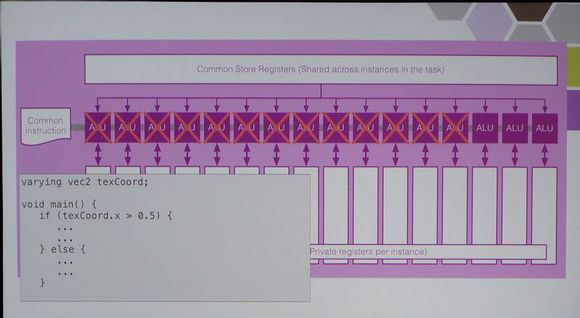 Common Store Registers (Shared across instances in the task)
Common
Instruction
ALU ALU ALU ALU ALU ALU ALU ALU ALU ALU ALU ALU ALU ALU ALU ALU
Private registers per instance)
varying vec2 texCoord;
void main() {
if (texCoord.x > 0.5) {
...
...
} else {
...
...
}